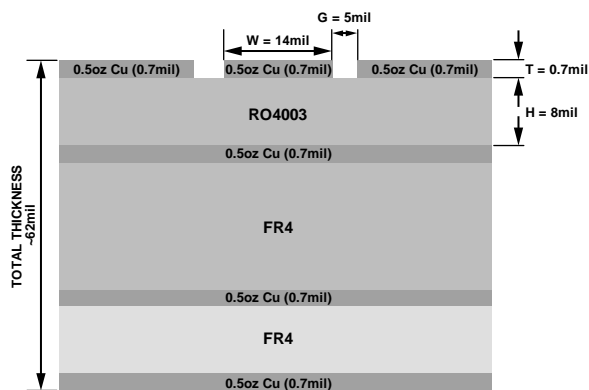 G = 5mil
W = 14mil
0.5oz Cu (0.7mil) 0.5oz Cu (0.7mil) 0.5oz Cu (0.7mil) T = 0.7mil
RO4003 H = 8mil
0.5oz Cu (0.7mil)
TOTAL THICKNESS
~62mil
FR4
0.5oz Cu (0.7mil)
FR4
0.5oz Cu (0.7mil)